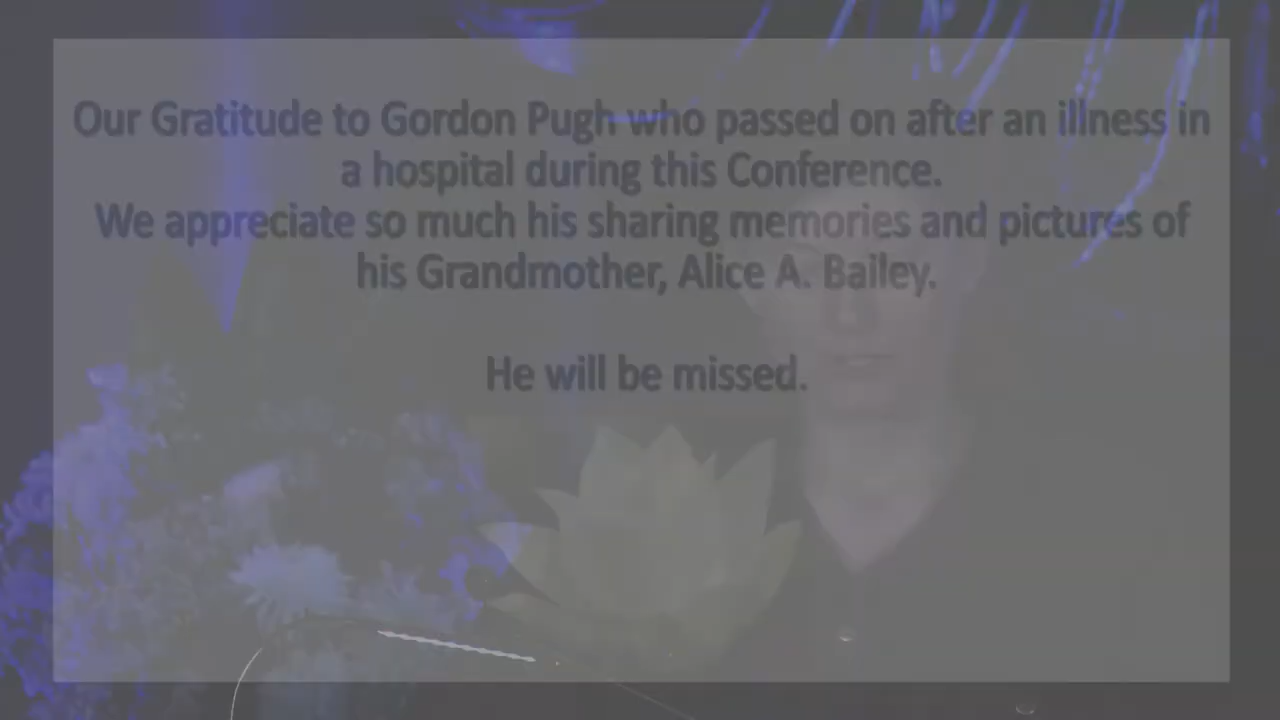 Our Gratitude to Gordon Pugh who passed on after an illness in
a hospital during this Conference.
We appreciate so much his sharing memories and pictures of
his Grandmother, Alice A. Bailey.
He will be missed.